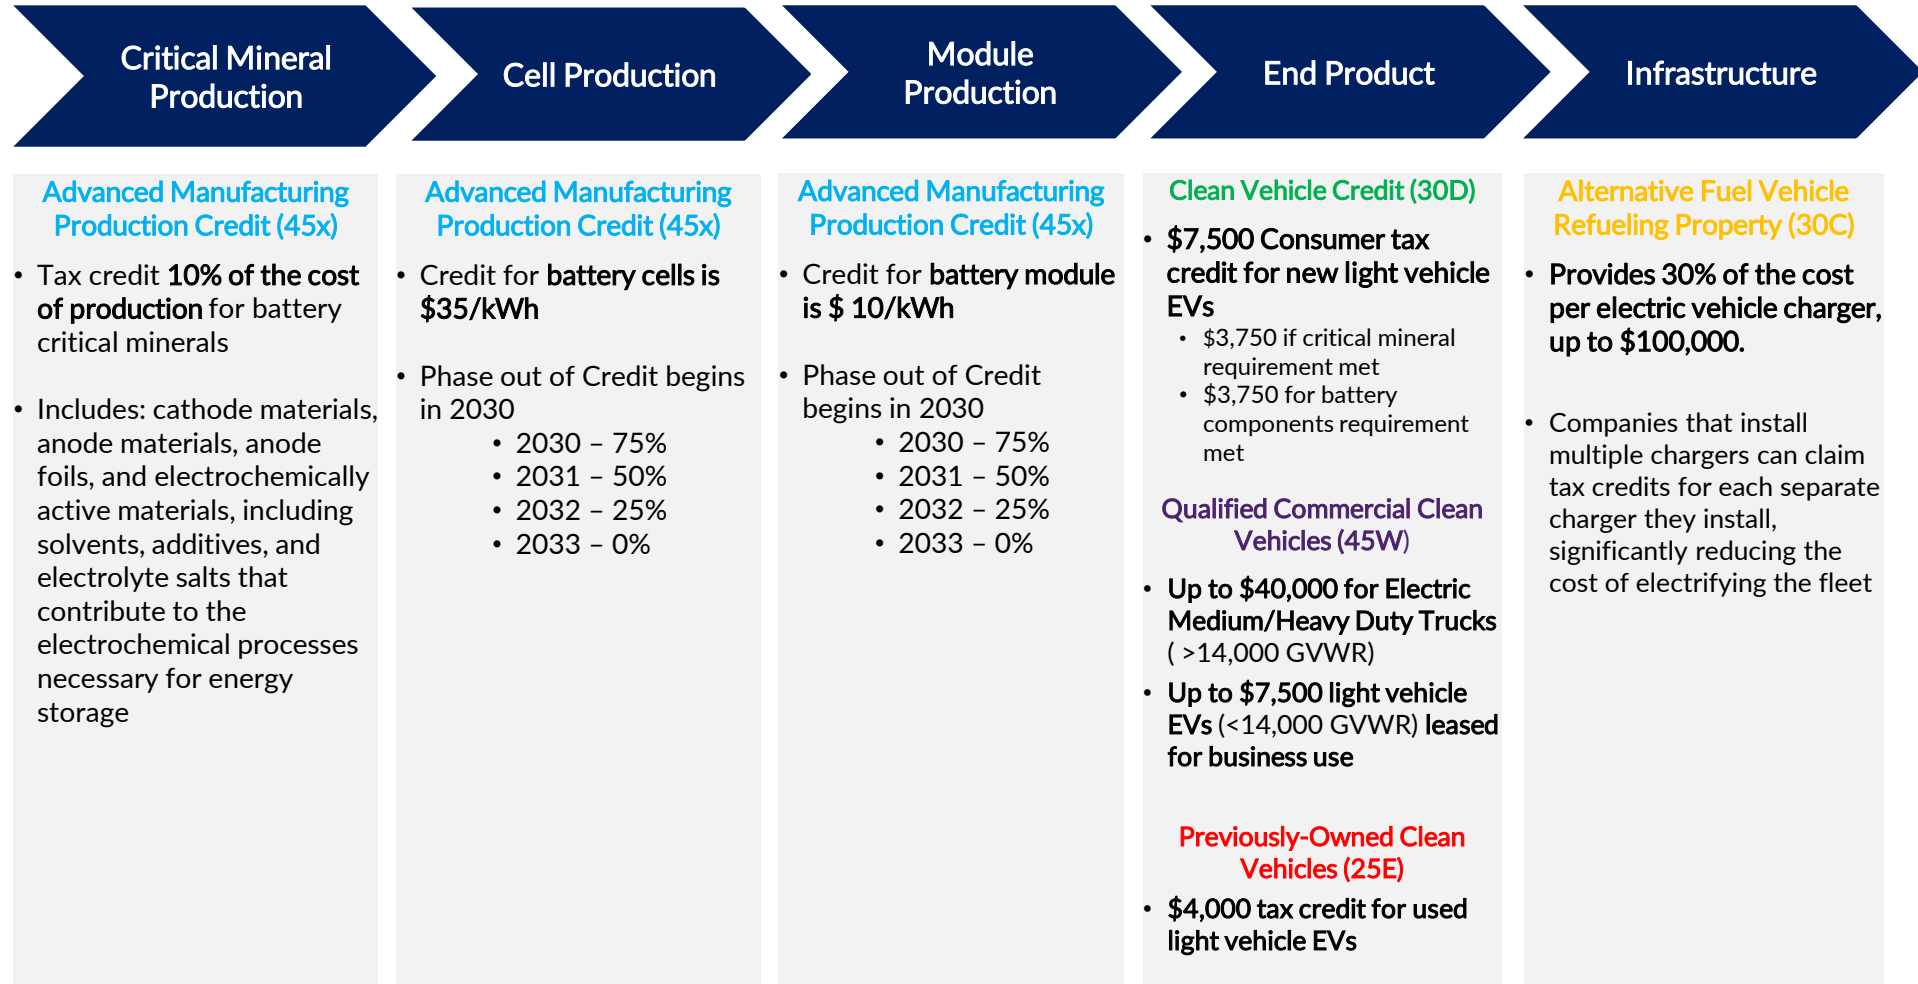 Critical Mineral
Production
Cell Production
Module
Production
End Product
Infrastructure
Advanced Manufacturing
Production Credit (45x)
• Tax credit 10% of the cost
of production for battery
critical minerals
• Includes: cathode materials,
anode materials, anode
foils, and electrochemically
active materials, including
solvents, additives, and
electrolyte salts that
contribute to the
electrochemical processes
necessary for energy
storage
Advanced Manufacturing
Production Credit (45x)
• Credit for battery cells is
$35/kWh
• Phase out of Credit begins
in 2030
• 2030 – 75%
• 2031 – 50%
• 2032 – 25%
• 2033 – 0%
Advanced Manufacturing
Production Credit (45x)
• Credit for battery module
is $ 10/kWh
• Phase out of Credit
begins in 2030
• 2030 – 75%
• 2031 – 50%
• 2032 – 25%
• 2033 – 0%
Clean Vehicle Credit (30D)
• $7,500 Consumer tax
credit for new light vehicle
EVs
• $3,750 if critical mineral
requirement met
• $3,750 for battery
components requirement
met
Qualified Commercial Clean
Vehicles (45W)
• Up to $40,000 for Electric
Medium/Heavy Duty Trucks
( >14,000 GVWR)
• Up to $7,500 light vehicle
EVs (<14,000 GVWR) leased
for business use
Previously-Owned Clean
Vehicles (25E)
• $4,000 tax credit for used
light vehicle EVs
Alternative Fuel Vehicle
Refueling Property (30C)
• Provides 30% of the cost
per electric vehicle charger,
up to $100,000.
• Companies that install
multiple chargers can claim
tax credits for each separate
charger they install,
significantly reducing the
cost of electrifying the fleet